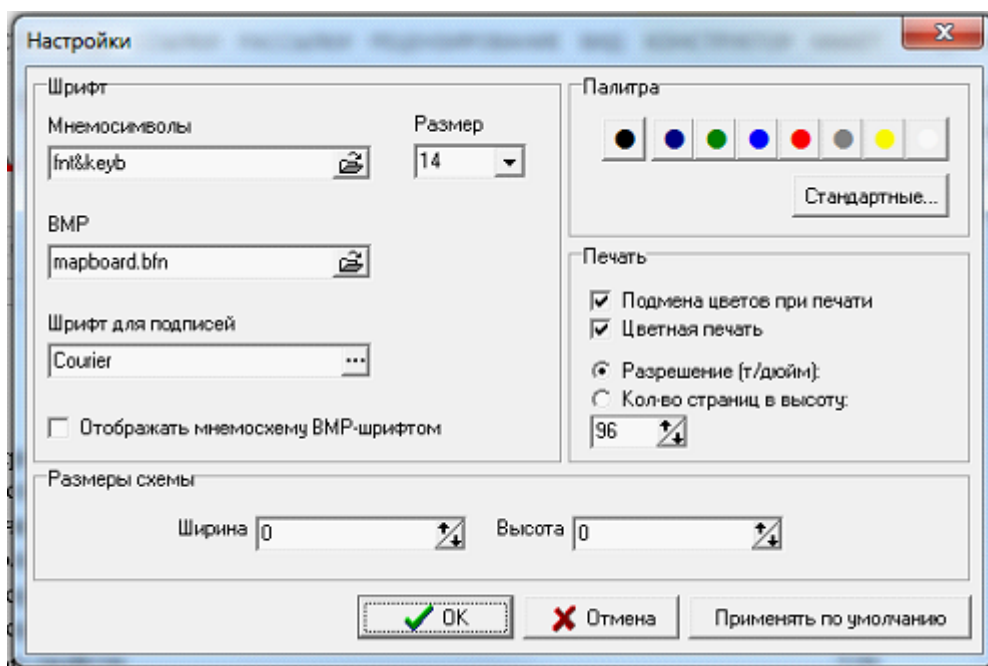 Настройки
Шрифт
Мнемосимволы
Размер
fnt&keyb
14
BMP
mapboard.bfn
Шрифт для подписей
Courier
...
Отображать мнемосхему BMP-шрифтом
Палитра
Стандартные...
Печать
Подмена цветов при печати
Цветная печать
Разрешение (т/дюйм):
Кол-во страниц в высоту:
96
Размеры схемы
Ширина 0
Высота 0
OK
Отмена
Применять по умолчанию